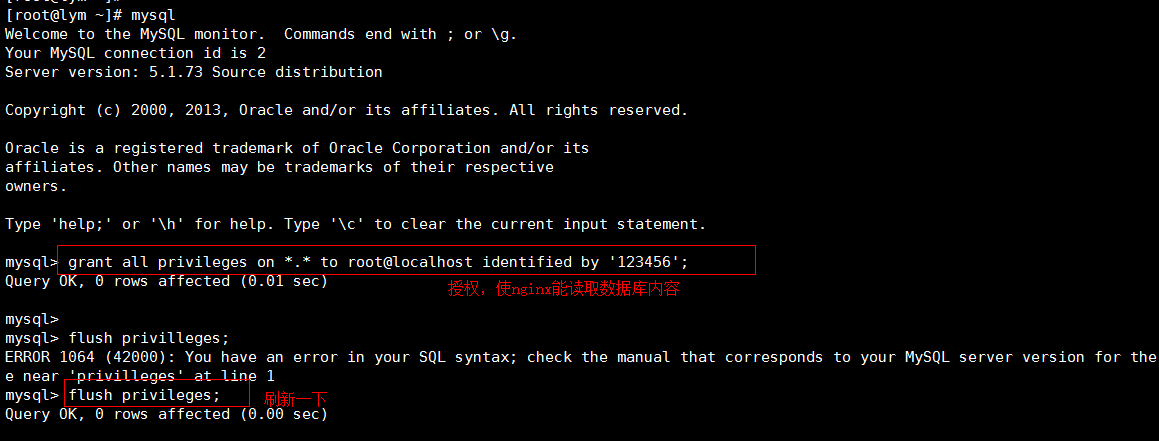 [root@lym ~]#
[root@lym ~]# mysql
Welcome to the MySQL monitor.  Commands end with ; or \g.
Your MySQL connection id is 2
Server version: 5.1.73 Source distribution
Copyright (c) 2000, 2013, Oracle and/or its affiliates. All rights reserved.
Oracle is a registered trademark of Oracle Corporation and/or its
affiliates. Other names may be trademarks of their respective
owners.
Type 'help;' or '\h' for help. Type '\c' to clear the current input statement.
mysql> grant all privileges on *.* to root@localhost identified by '123456';
Query OK, 0 rows affected (0.01 sec)
授权，使nginx能读取数据库内容
mysql>
mysql> flush privilleges;
ERROR 1064 (42000): You have an error in your SQL syntax; check the manual that corresponds to your MySQL server version for the
e near 'privilleges' at line 1
mysql> flush privileges; 刷新一下
Query OK, 0 rows affected (0.00 sec)